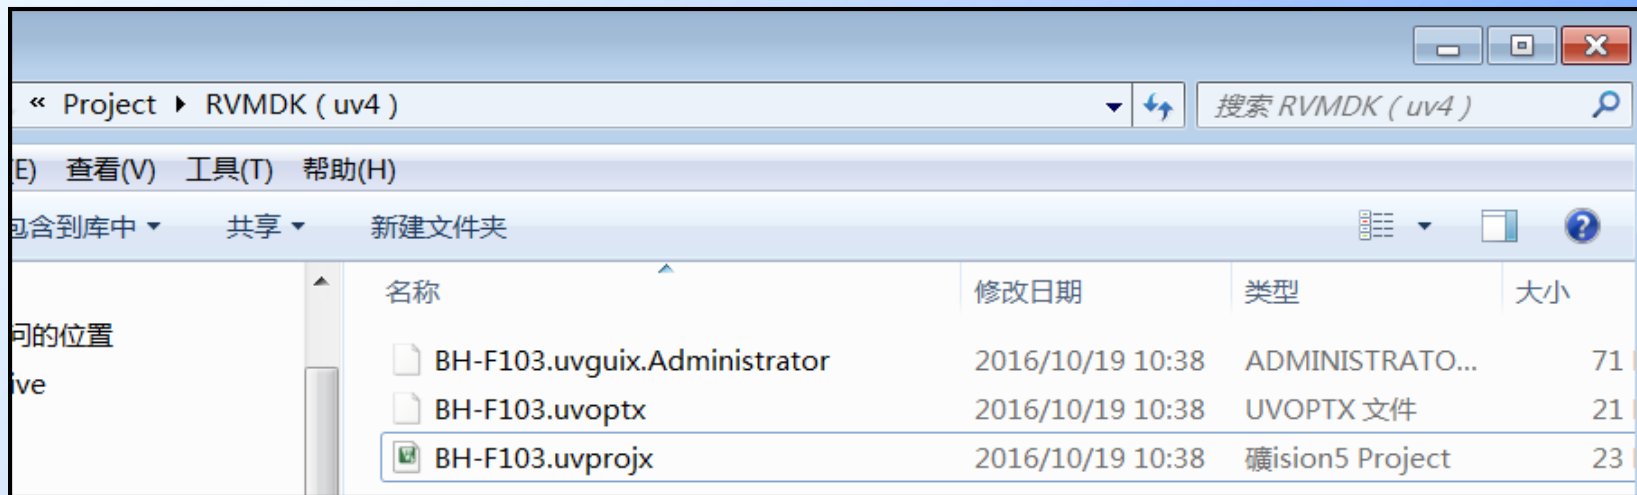 « Project ▸ RVMDK ( uv4 ) 搜索 RVMDK ( uv4 )
(E) 查看(V) 工具(T) 帮助(H)
包含到库中 共享 新建文件夹
名称 修改日期 类型 大小
问的位置
BH-F103.uvguix.Administrator 2016/10/19 10:38 ADMINISTRATO... 71
ive
BH-F103.uvoptx 2016/10/19 10:38 UVOPTX 文件 21
BH-F103.uvprojx 2016/10/19 10:38 礦ision5 Project 23